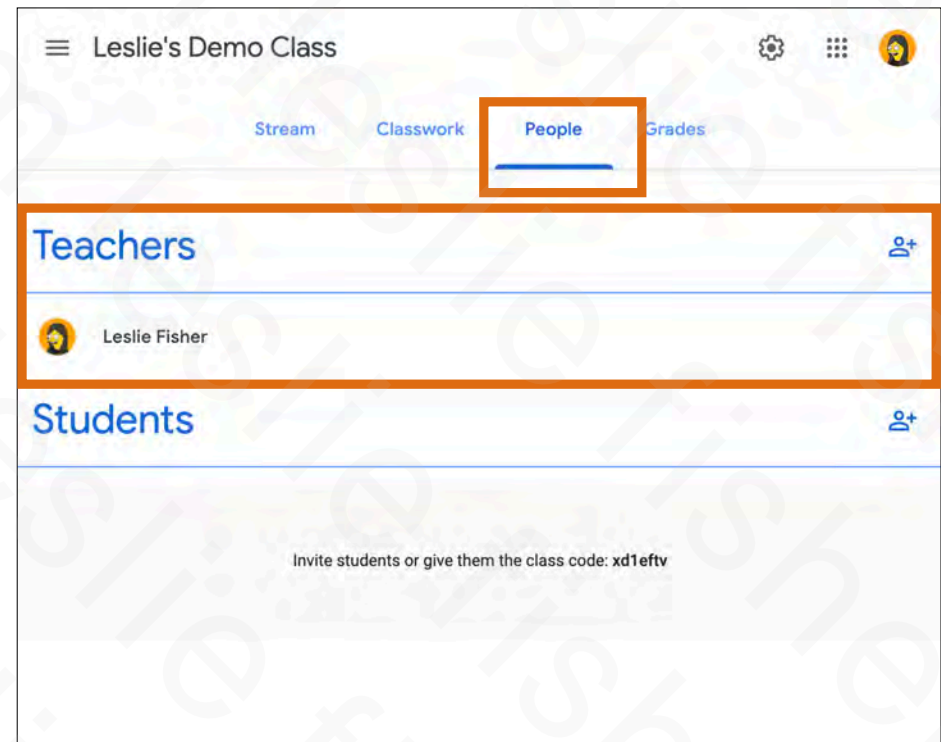 Leslie's Demo Class
Stream Classwork People Grades
Teachers
Leslie Fisher
Students
Invite students or give them the class code: xd1eftv